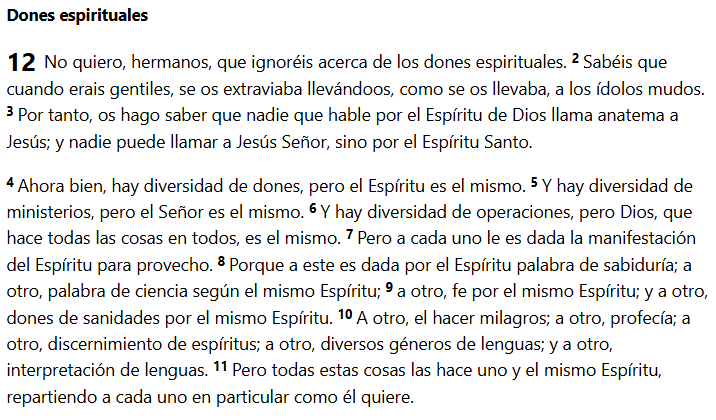 Dones espirituales
12 No quiero, hermanos, que ignoréis acerca de los dones espirituales. 2 Sabéis que
cuando erais gentiles, se os extraviaba llevándoos, como se os llevaba, a los ídolos mudos.
3 Por tanto, os hago saber que nadie que hable por el Espíritu de Dios llama anatema a
Jesús; y nadie puede llamar a Jesús Señor, sino por el Espíritu Santo.
4 Ahora bien, hay diversidad de dones, pero el Espíritu es el mismo. 5 Y hay diversidad de
ministerios, pero el Señor es el mismo. 6 Y hay diversidad de operaciones, pero Dios, que
hace todas las cosas en todos, es el mismo. 7 Pero a cada uno le es dada la manifestación
del Espíritu para provecho. 8 Porque a este es dada por el Espíritu palabra de sabiduría; a
otro, palabra de ciencia según el mismo Espíritu; 9 a otro, fe por el mismo Espíritu; y a otro,
dones de sanidades por el mismo Espíritu. 10 A otro, el hacer milagros; a otro, profecía; a
otro, discernimiento de espíritus; a otro, diversos géneros de lenguas; y a otro,
interpretación de lenguas. 11 Pero todas estas cosas las hace uno y el mismo Espíritu,
repartiendo a cada uno en particular como él quiere.